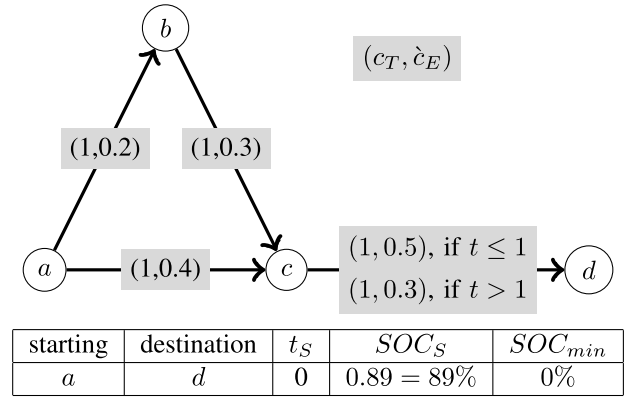 b
(c_T, c̀_E)
(1,0.2)
(1,0.3)
(1, 0.5), if t ≤ 1
a
(1,0.4)
c
d
(1, 0.3), if t > 1
starting destination t_S SOC_S SOC_min
a d 0 0.89 = 89% 0%